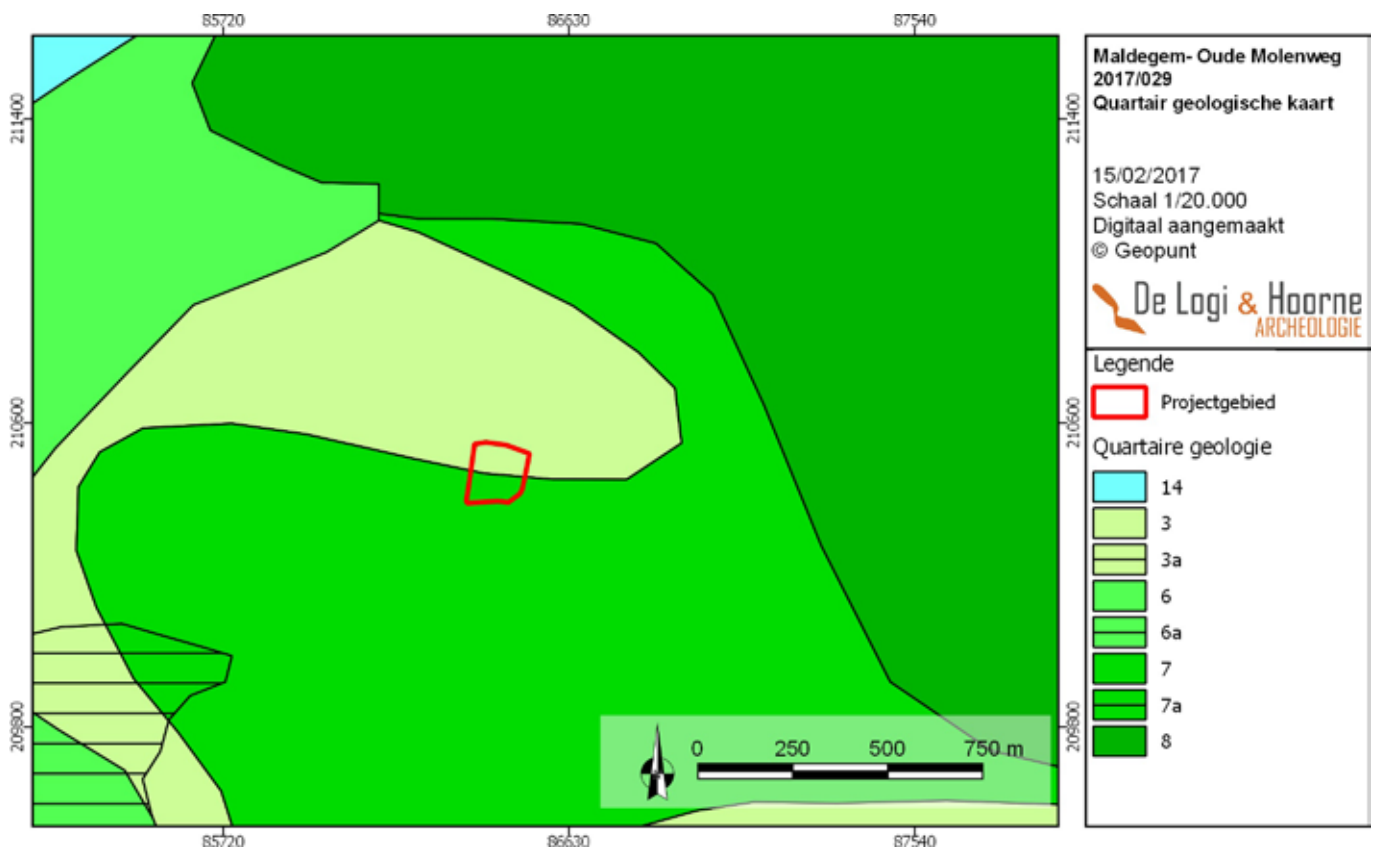 85720 86630 87540
211400 211400
210600 210600
209800 209800
0 250 500 750 m
85720 86630 87540
Maldegem- Oude Molenweg
2017/029
Quartair geologische kaart
15/02/2017
Schaal 1/20.000
Digitaal aangemaakt
© Geopunt
De Logi & Hoorne
ARCHEOLOGIE
Legende
Projectgebied
Quartaire geologie
14
3
3a
6
6a
7
7a
8